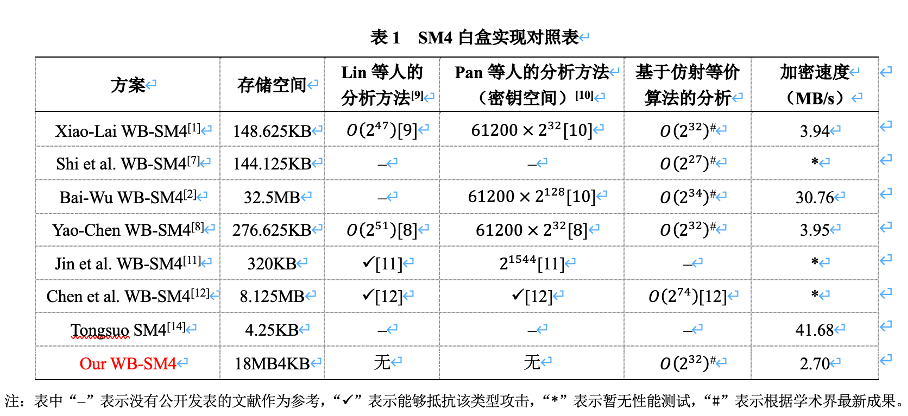 表 1 SM4 白盒实现对照表
方案 存储空间 Lin 等人的分析方法[9] Pan 等人的分析方法（密钥空间）[10] 基于仿射等价算法的分析 加密速度（MB/s）
Xiao-Lai WB-SM4[1] 148.625KB O(2^47)[9] 61200 × 2^32[10] O(2^32)# 3.94
Shi et al. WB-SM4[7] 144.125KB – – O(2^27)# *
Bai-Wu WB-SM4[2] 32.5MB – 61200 × 2^128[10] O(2^34)# 30.76
Yao-Chen WB-SM4[8] 276.625KB O(2^51)[8] 61200 × 2^32[8] O(2^32)# 3.95
Jin et al. WB-SM4[11] 320KB ✓[11] 2^1544[11] – *
Chen et al. WB-SM4[12] 8.125MB ✓[12] ✓[12] O(2^74)[12] *
Tongsuo SM4[14] 4.25KB – – – 41.68
Our WB-SM4 18MB4KB 无 无 O(2^32)# 2.70
注：表中“–”表示没有公开发表的文献作为参考，“✓”表示能够抵抗该类型攻击，“*”表示暂无性能测试，“#”表示根据学术界最新成果。